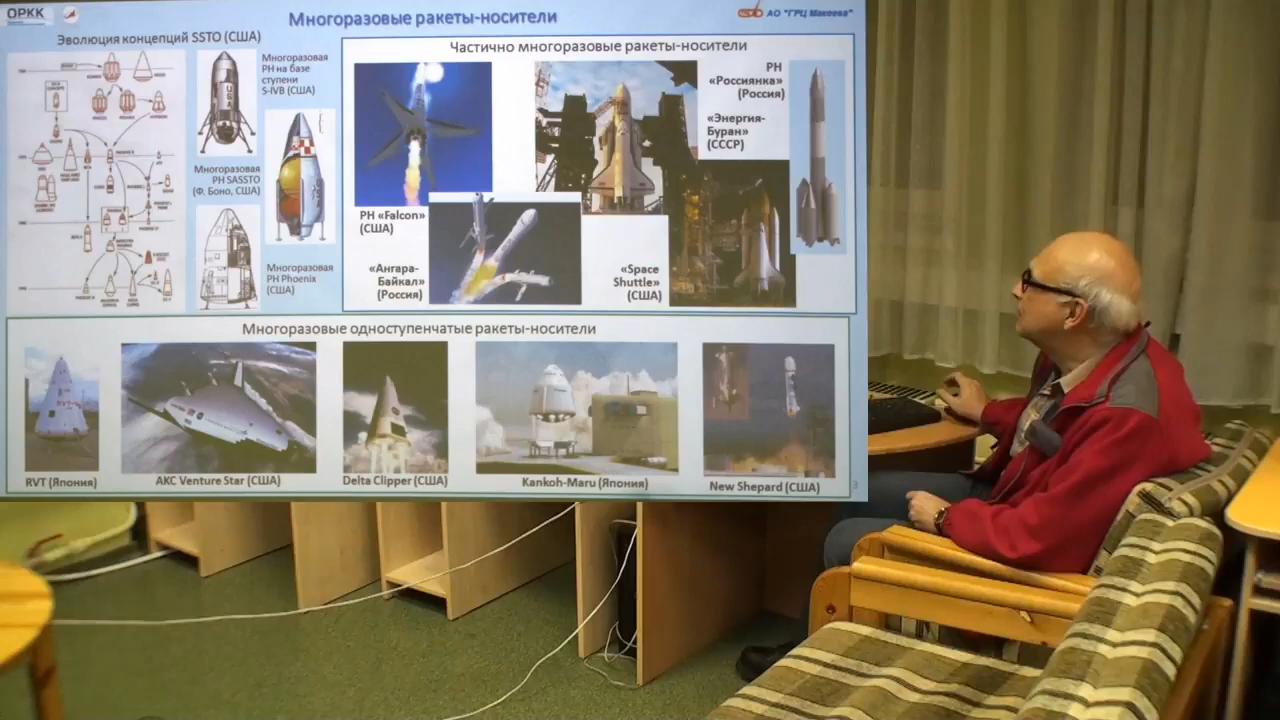 ОРКК
Многоразовые ракеты-носители
АО "ГРЦ Макеева"
Эволюция концепций SSTO (США)
Многоразовая
РН на базе
ступени
S-IVB (США)
USA
Многоразовая
РН SASSTO
(Ф. Боно, США)
Многоразовая
РН Phoenix
(США)
Частично многоразовые ракеты-носители
РН «Falcon»
(США)
«Ангара-
Байкал»
(Россия)
РН
«Россиянка»
(Россия)
«Энергия-
Буран»
(СССР)
«Space
Shuttle»
(США)
Многоразовые одноступенчатые ракеты-носители
RVT (Япония)
АКС Venture Star (США)
Delta Clipper (США)
Kankoh-Maru (Япония)
New Shepard (США)
3